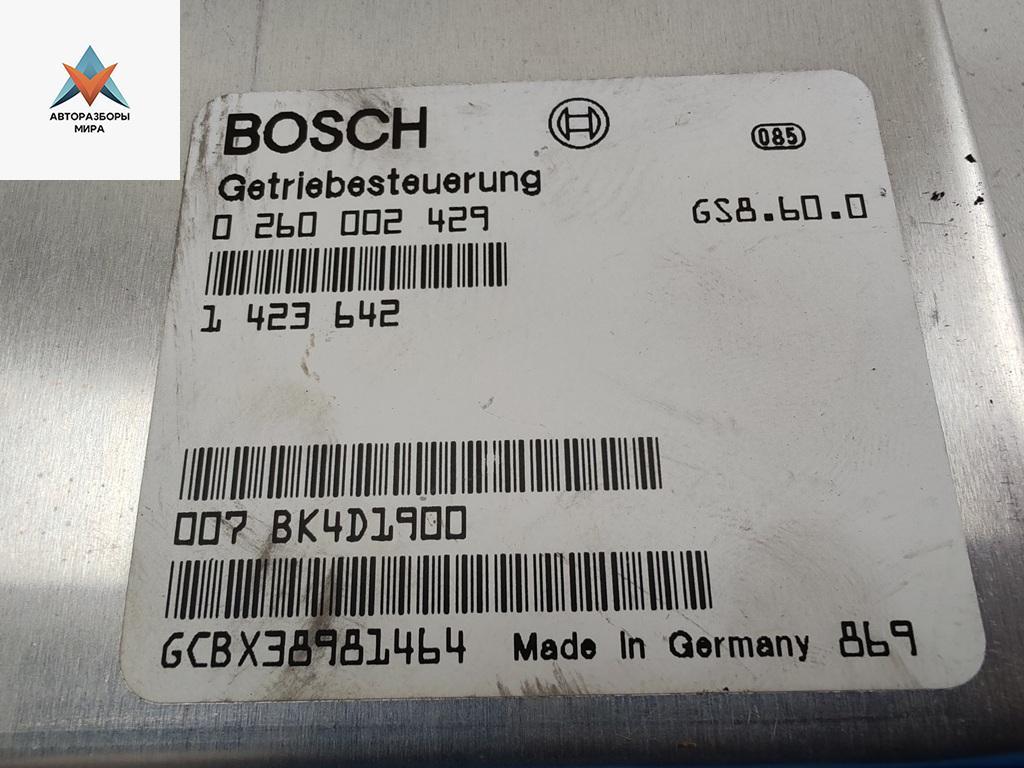 АВТОРАЗБОРЫ
МИРА
BOSCH
085
Getriebesteuerung
0 260 002 429
GS8.60.0
1 423 642
007 BK4D1900
GCBX38981464 Made In Germany 869